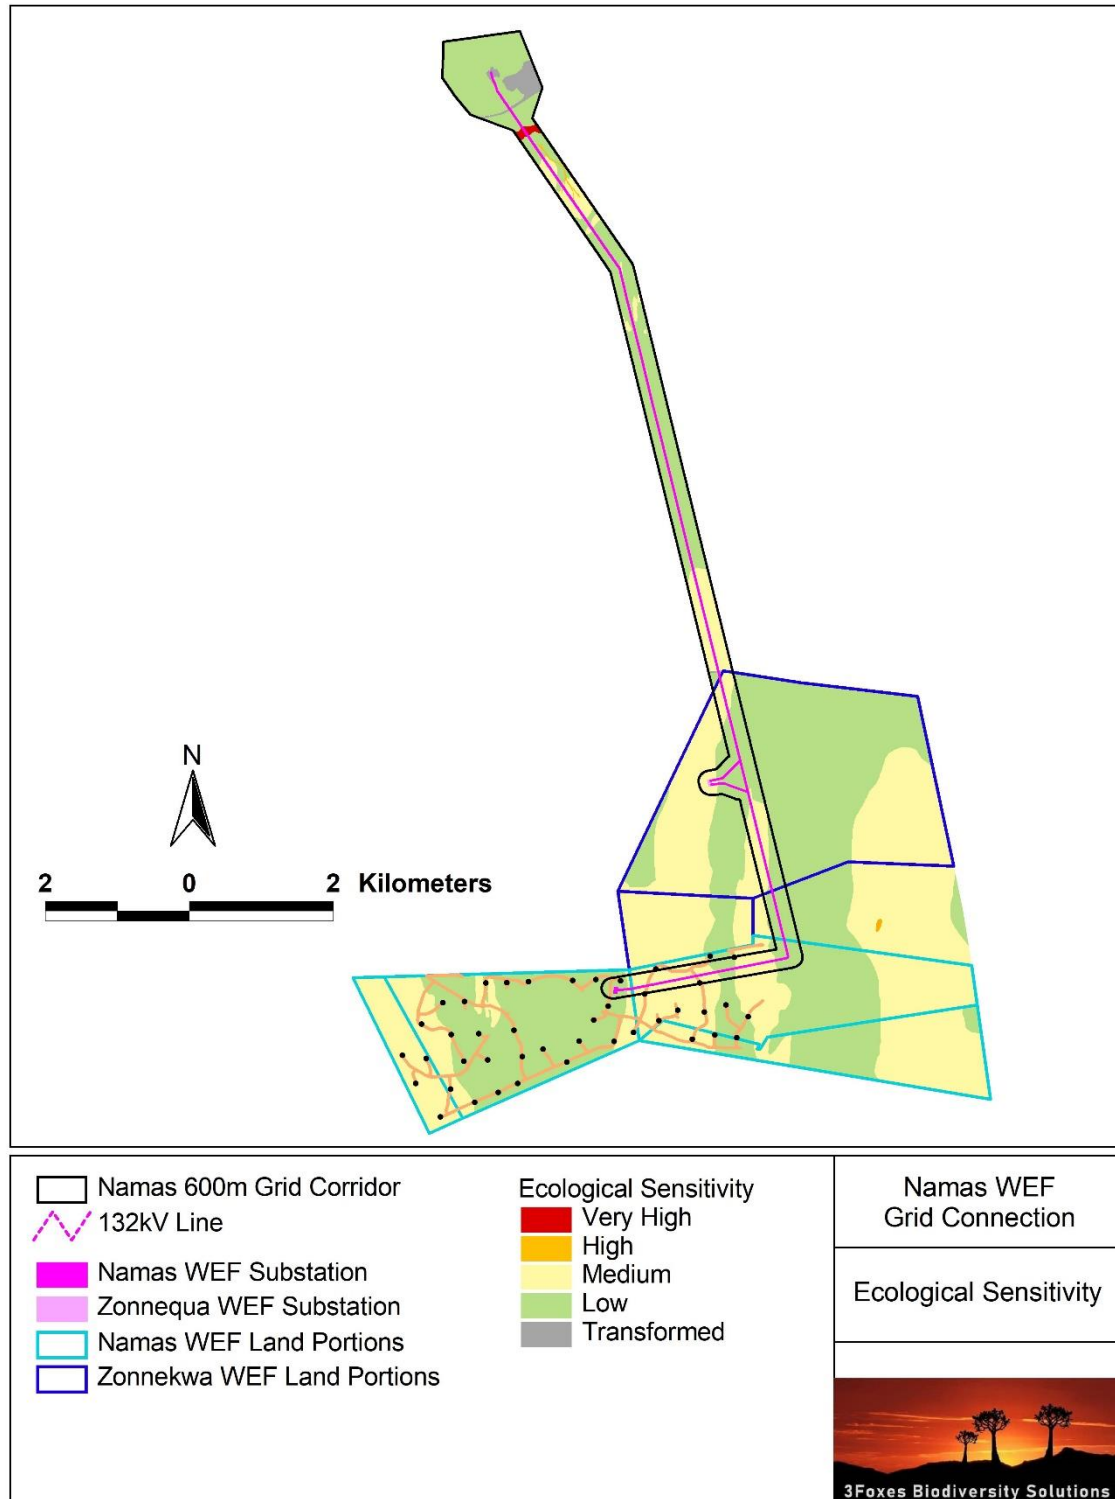 N
2 0 2 Kilometers
Namas 600m Grid Corridor
132kV Line
Namas WEF Substation
Zonnequa WEF Substation
Namas WEF Land Portions
Zonnekwa WEF Land Portions
Ecological Sensitivity
Very High
High
Medium
Low
Transformed
Namas WEF
Grid Connection
Ecological Sensitivity
3Foxes Biodiversity Solutions